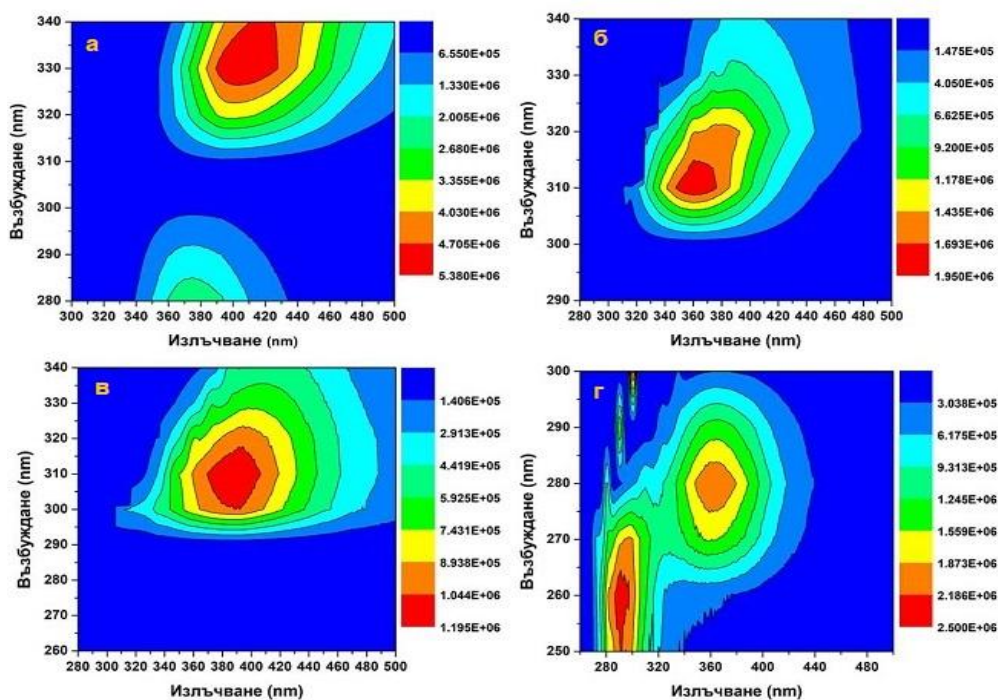 а
Възбуждане (nm)
340
330
320
310
300
290
280
300 320 340 360 380 400 420 440 460 480 500
Излъчване (nm)
6.550E+05
1.330E+06
2.005E+06
2.680E+06
3.355E+06
4.030E+06
4.705E+06
5.380E+06
б
Възбуждане (nm)
340
330
320
310
300
290
280 300 320 340 360 380 400 420 440 460 480 500
Излъчване (nm)
1.475E+05
4.050E+05
6.625E+05
9.200E+05
1.178E+06
1.435E+06
1.693E+06
1.950E+06
в
Възбуждане (nm)
340
330
320
310
300
290
280
270
260
280 300 320 340 360 380 400 420 440 460 480 500
Излъчване (nm)
1.406E+05
2.913E+05
4.419E+05
5.925E+05
7.431E+05
8.938E+05
1.044E+06
1.195E+06
г
Възбуждане (nm)
300
290
280
270
260
250
280 320 360 400 440 480
Излъчване (nm)
3.038E+05
6.175E+05
9.313E+05
1.245E+06
1.559E+06
1.873E+06
2.186E+06
2.500E+06